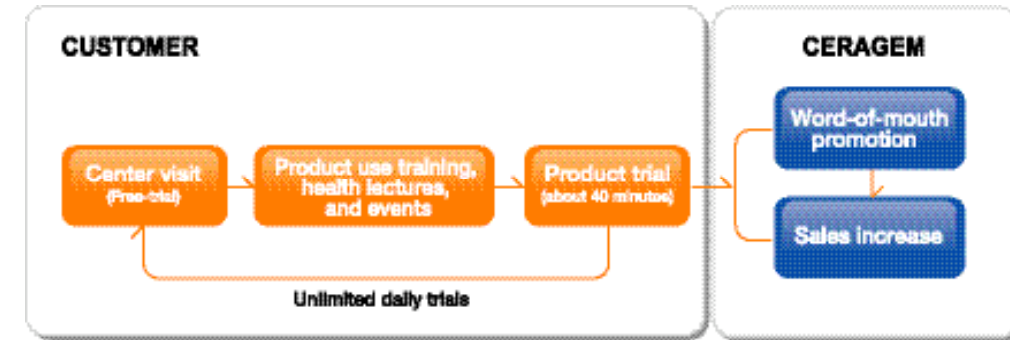 CUSTOMER
Center visit
(Free-trial)
Product use training,
health lectures,
and events
Product trial
(about 40 minutes)
Unlimited daily trials
CERAGEM
Word-of-mouth
promotion
Sales increase